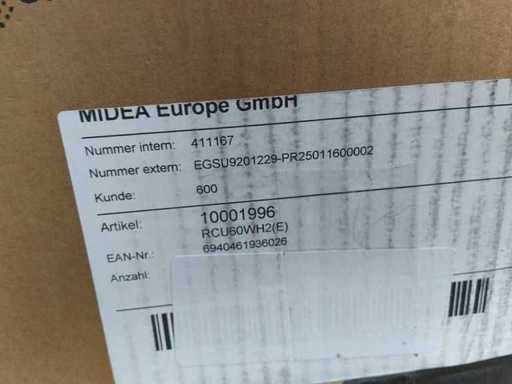 MIDEA Europe GmbH
Nummer intern: 411167
Nummer extern: EGSU9201229-PR25011600002
Kunde: 600
Artikel: 10001996
RCU60WH2(E)
EAN-Nr.: 6940461936026
Anzahl: